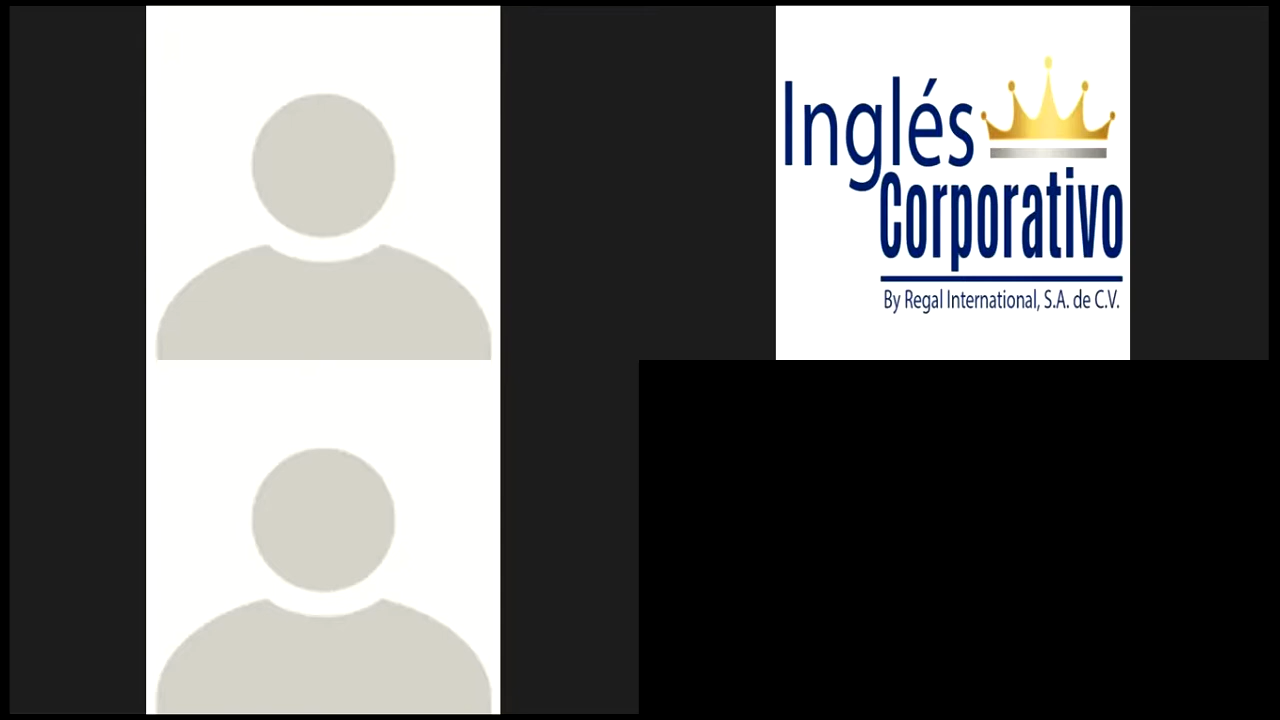 Inglés
Corporativo
By Regal International, S.A. de C.V.